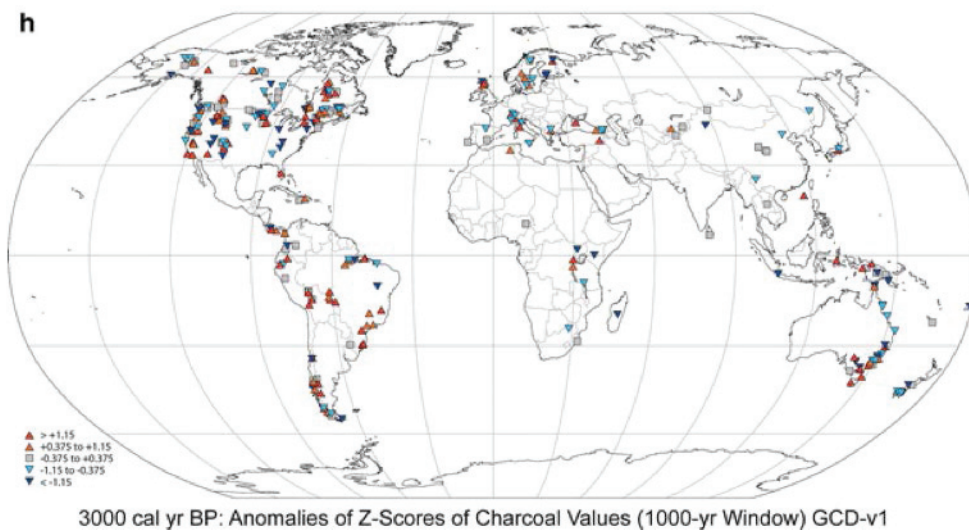 h
> +1.15
+0.375 to +1.15
-0.375 to +0.375
-1.15 to -0.375
< -1.15
3000 cal yr BP: Anomalies of Z-Scores of Charcoal Values (1000-yr Window) GCD-v1